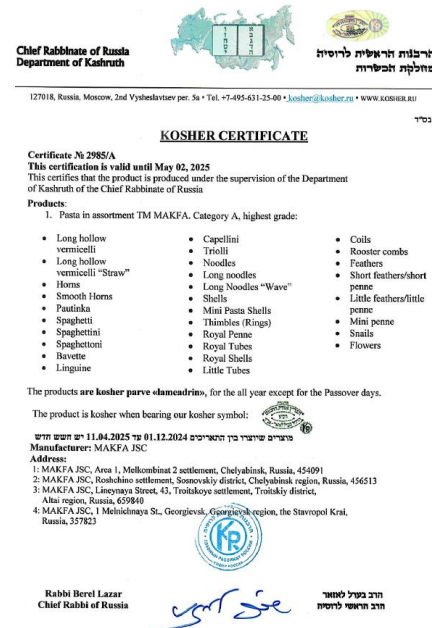 Chief Rabbinate of Russia
Department of Kashruth
הרבנות הראשית לרוסיה
מחלקת הכשרות
127018, Russia, Moscow, 2nd Vysheslavtsev per. 5a • Tel. +7-495-631-25-00 • kosher@kosher.ru • WWW.KOSHER.RU
בס"ד
KOSHER CERTIFICATE
Certificate № 2985/A
This certification is valid until May 02, 2025
This certifies that the product is produced under the supervision of the Department
of Kashruth of the Chief Rabbinate of Russia
Products:
1. Pasta in assortment TM MAKFA. Category A, highest grade:
• Long hollow
vermicelli
• Long hollow
vermicelli "Straw"
• Horns
• Smooth Horns
• Pautinka
• Spaghetti
• Spaghettini
• Spaghettoni
• Bavette
• Linguine
• Capellini
• Triolli
• Noodles
• Long noodles
• Long Noodles "Wave"
• Shells
• Mini Pasta Shells
• Thimbles (Rings)
• Royal Penne
• Royal Tubes
• Royal Shells
• Little Tubes
• Coils
• Rooster combs
• Feathers
• Short feathers/short
penne
• Little feathers/little
penne
• Mini penne
• Snails
• Flowers
The products are kosher parve «lameadrin», for the all year except for the Passover days.
The product is kosher when bearing our kosher symbol:
מוצרים שיוצרו בין התאריכים 01.12.2024 עד 11.04.2025 יש חשש חדש
Manufacturer: MAKFA JSC
Address:
1: MAKFA JSC, Area 1, Melkombinat 2 settlement, Chelyabinsk, Russia, 454091
2: MAKFA JSC, Roshchino settlement, Sosnovskiy district, Chelyabinsk region, Russia, 456513
3: MAKFA JSC, Lineynaya Street, 43, Troitskoye settlement, Troitskiy district,
Altai region, Russia, 659840
4: MAKFA JSC, 1 Melnichnaya St., Georgievsk, Georgievsk region, the Stavropol Krai,
Russia, 357823
KP
Rabbi Berel Lazar
Chief Rabbi of Russia
הרב בערל לאזאר
הרב הראשי לרוסיה